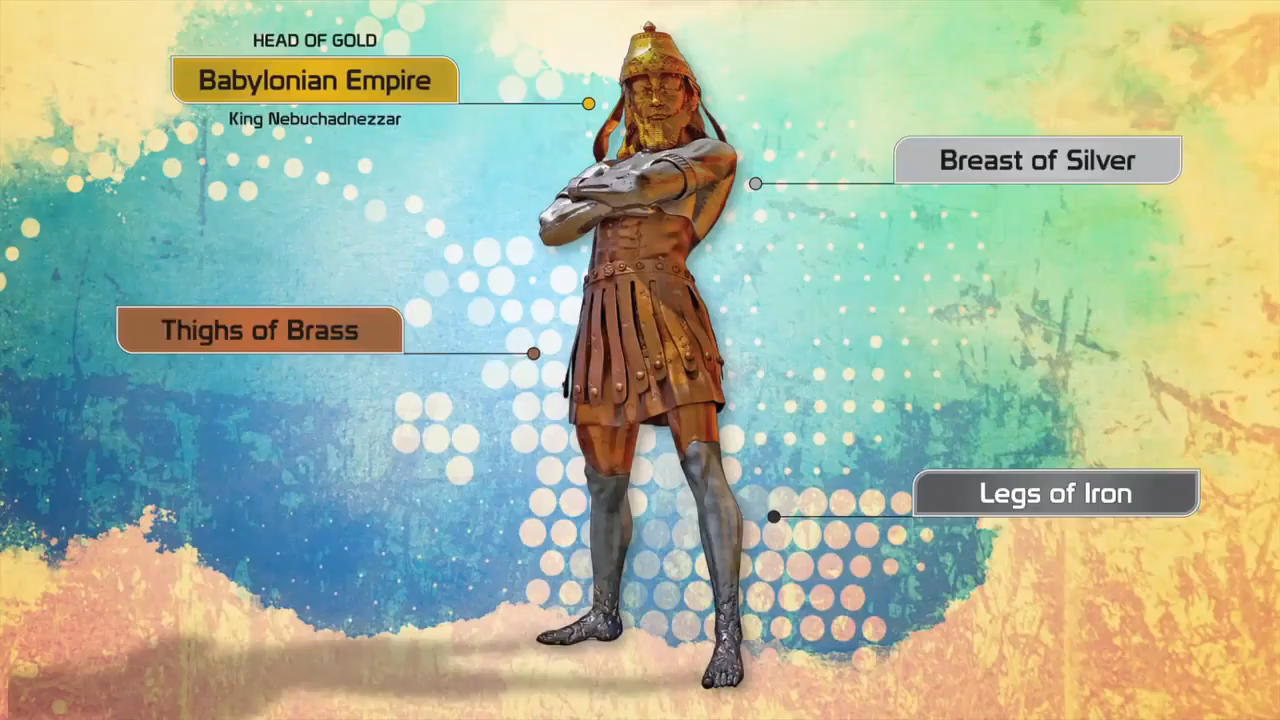 HEAD OF GOLD
Babylonian Empire
King Nebuchadnezzar
Breast of Silver
Thighs of Brass
Legs of Iron